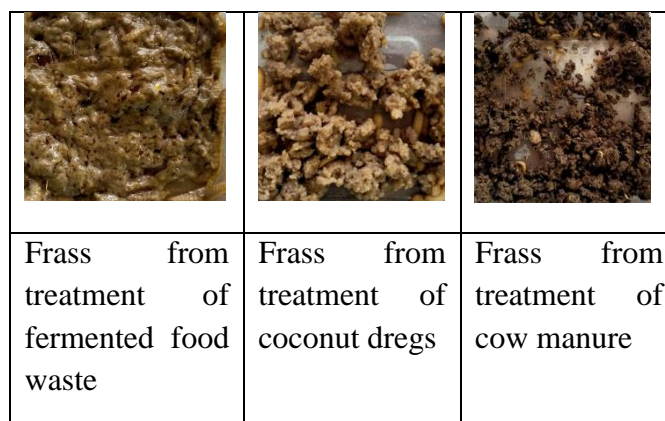 Frass from
treatment of
fermented food
waste
Frass from
treatment of
coconut dregs
Frass from
treatment of
cow manure